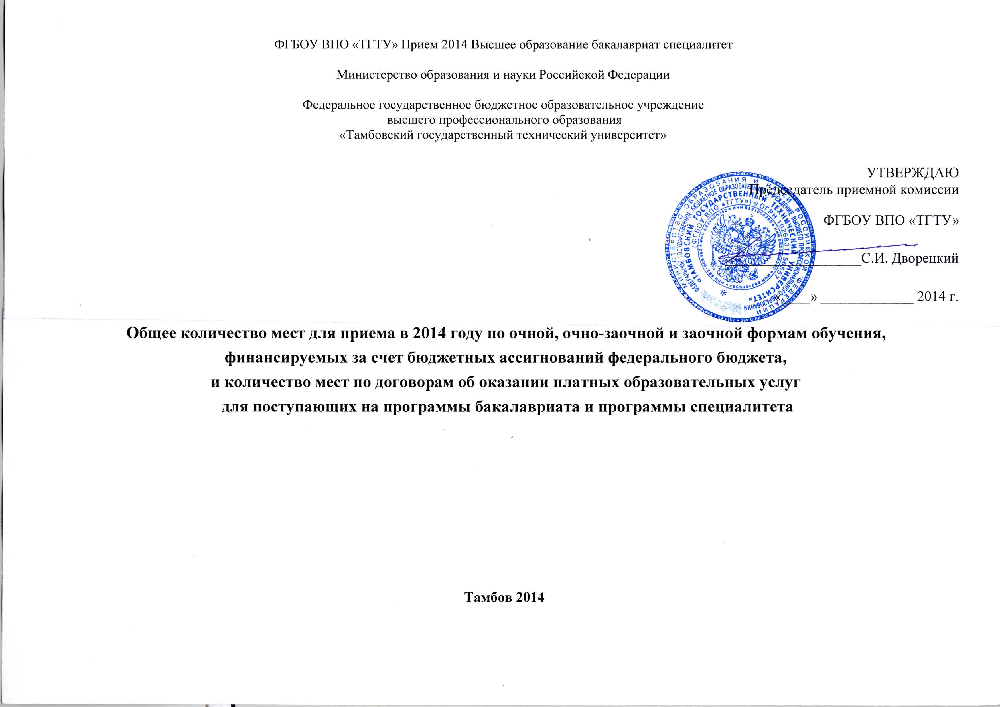 ФГБОУ ВПО «ТГТУ» Прием 2014 Высшее образование бакалавриат специалитет
Министерство образования и науки Российской Федерации
Федеральное государственное бюджетное образовательное учреждение
высшего профессионального образования
«Тамбовский государственный технический университет»
УТВЕРЖДАЮ
Председатель приемной комиссии
ФГБОУ ВПО «ТГТУ»
С.И. Дворецкий
«____» _____________ 2014 г.
МИНИСТЕРСТВО ОБРАЗОВАНИЯ И НАУКИ РОССИЙСКОЙ ФЕДЕРАЦИИ
ФЕДЕРАЛЬНОЕ ГОСУДАРСТВЕННОЕ БЮДЖЕТНОЕ ОБРАЗОВАТЕЛЬНОЕ УЧРЕЖДЕНИЕ ВЫСШЕГО ПРОФЕССИОНАЛЬНОГО ОБРАЗОВАНИЯ
«ТАМБОВСКИЙ ГОСУДАРСТВЕННЫЙ ТЕХНИЧЕСКИЙ УНИВЕРСИТЕТ»
(ФГБОУ ВПО «ТГТУ») * ОГРН 1026801156557
ИНН 6831006362
Общее количество мест для приема в 2014 году по очной, очно-заочной и заочной формам обучения,
финансируемых за счет бюджетных ассигнований федерального бюджета,
и количество мест по договорам об оказании платных образовательных услуг
для поступающих на программы бакалавриата и программы специалитета
Тамбов 2014